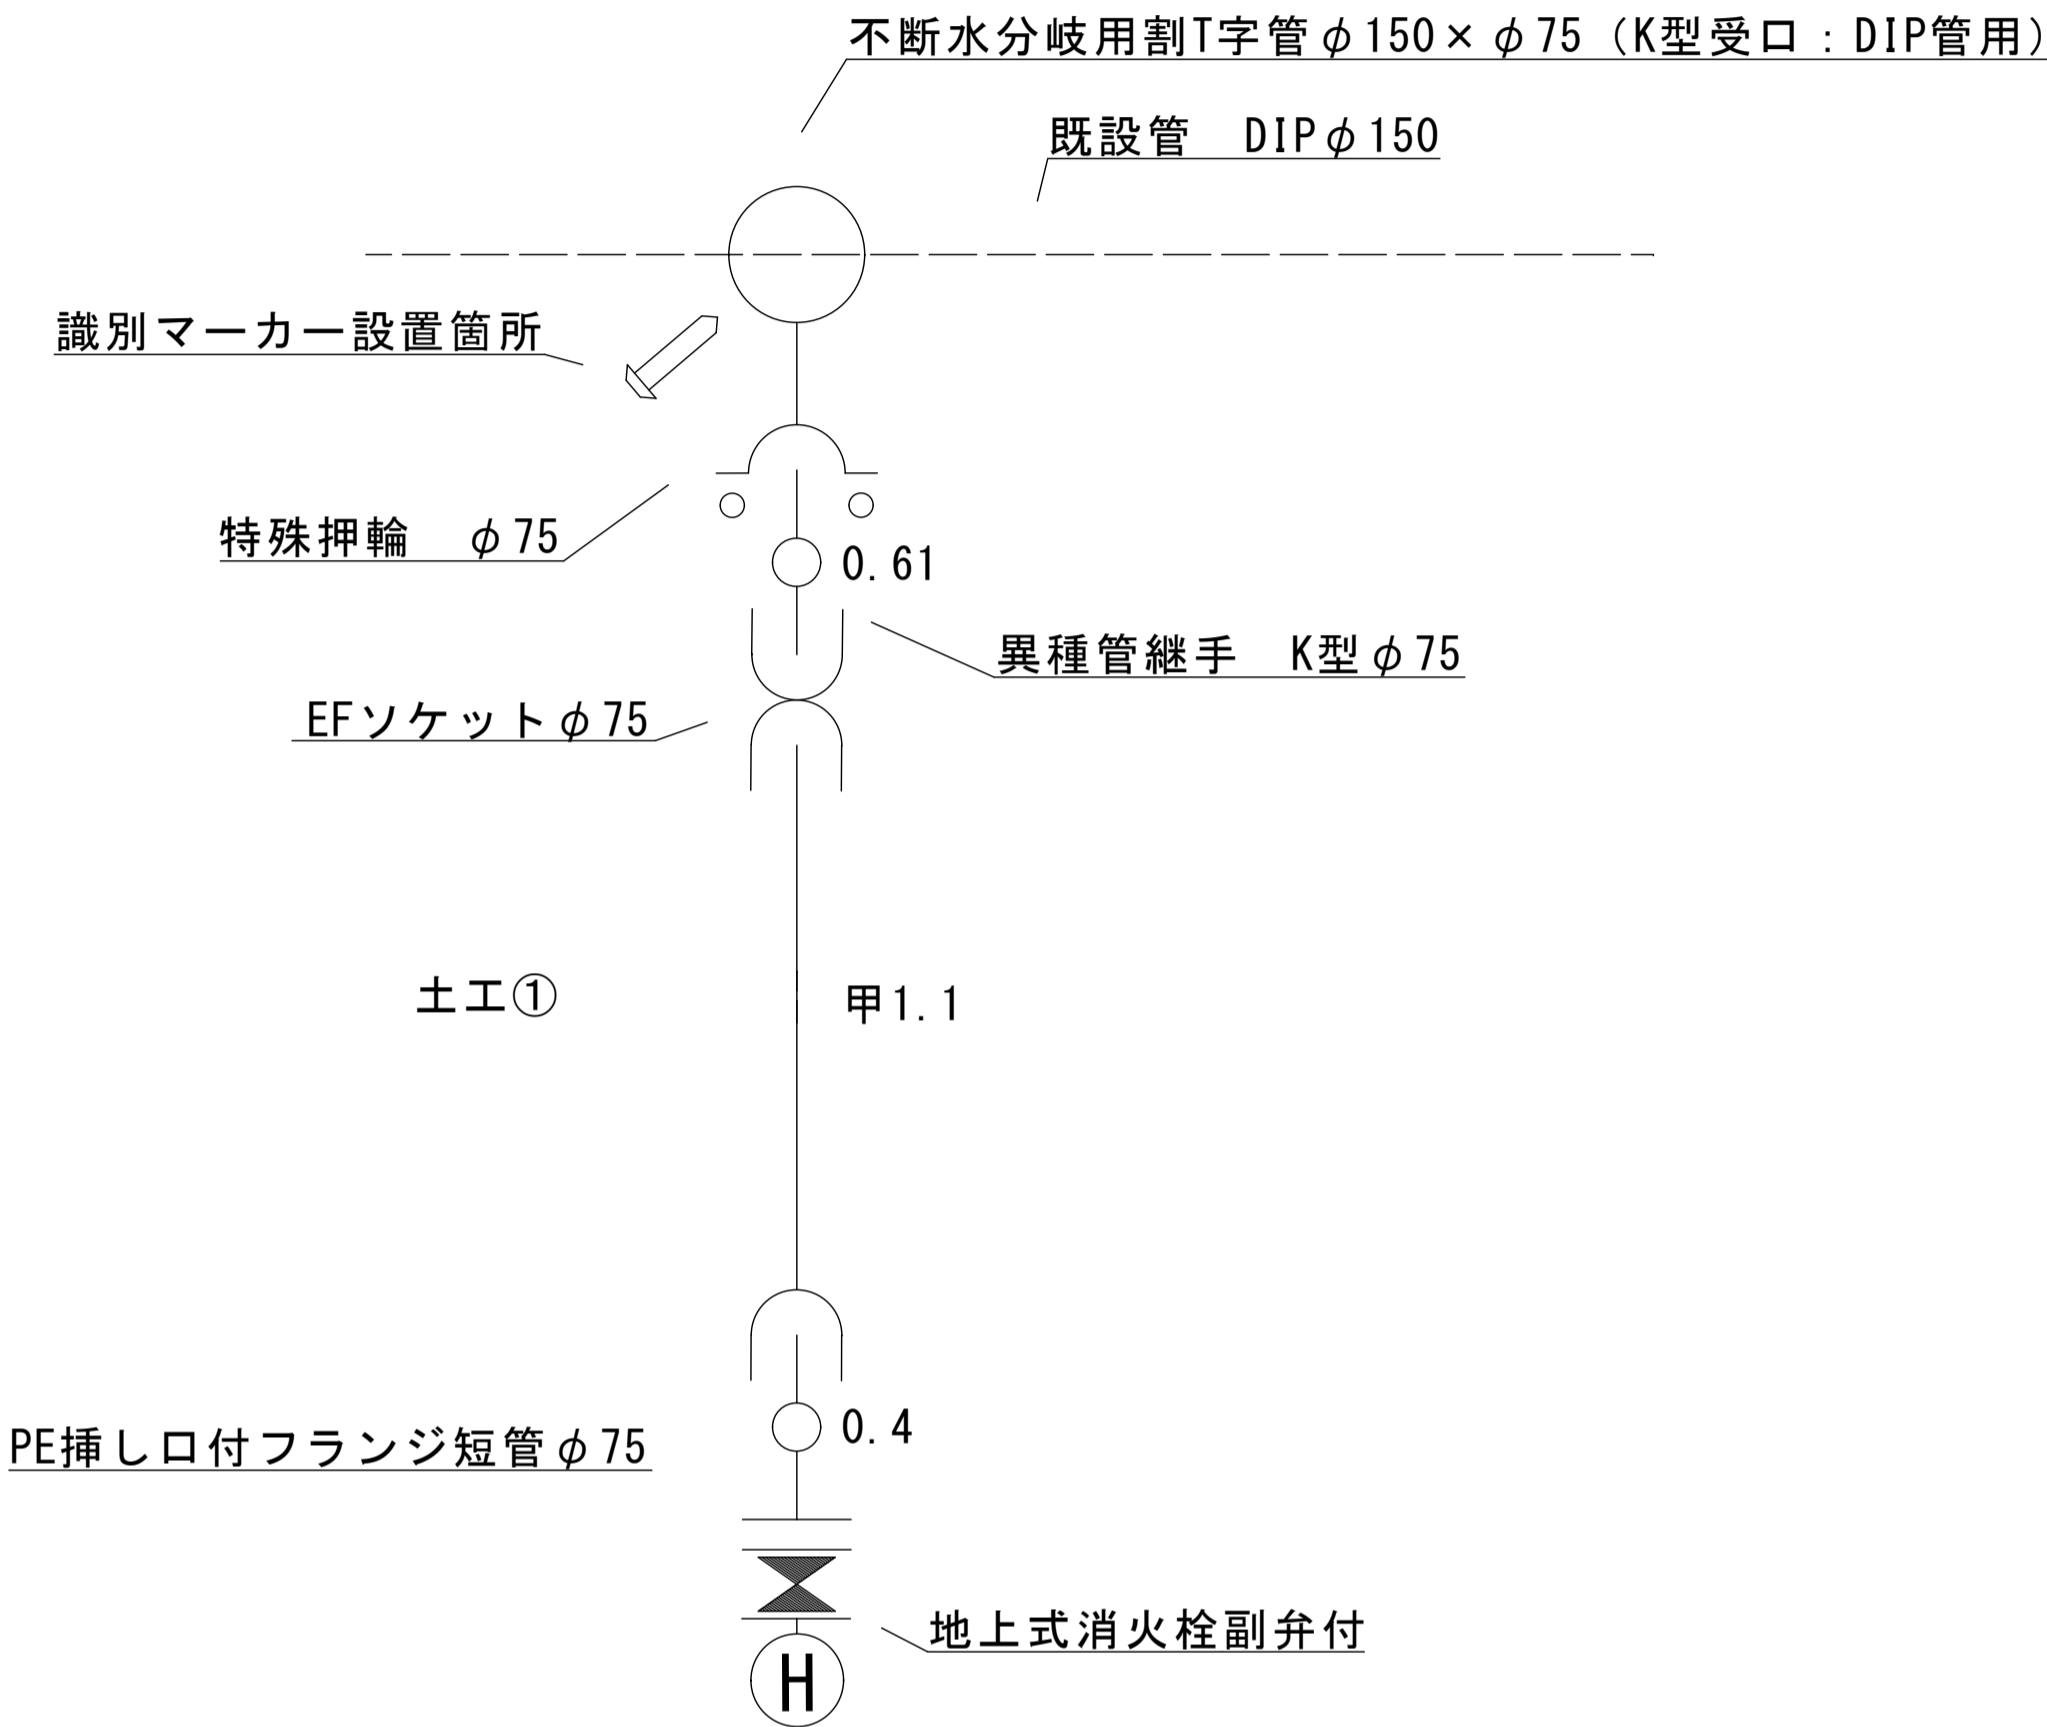 不断水分岐用割T字管φ150×φ75（K型受口：DIP管用）
既設管　DIPφ150
識別マーカー設置箇所
特殊押輪　φ75
0.61
異種管継手　K型φ75
EFソケットφ75
土工①
甲1.1
0.4
PE挿し口付フランジ短管φ75
地上式消火栓副弁付
H